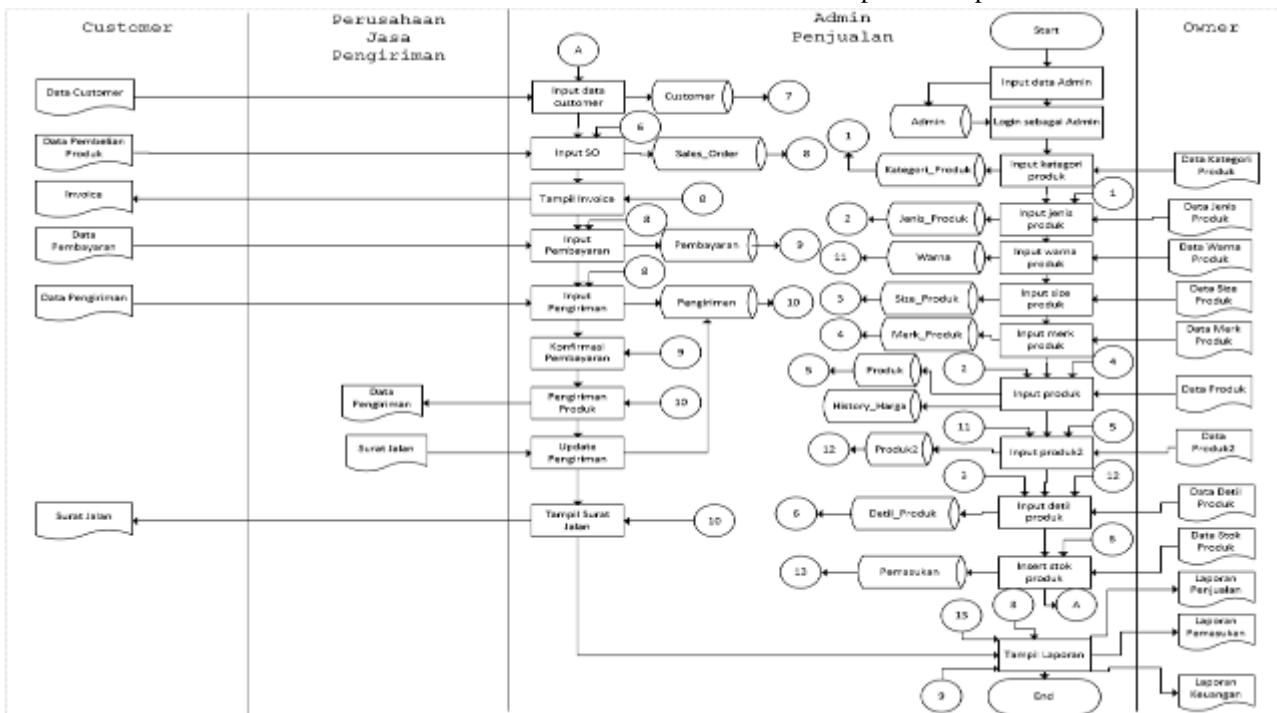 Customer
Perusahaan
Jasa
Pengiriman
Admin
Penjualan
Owner
Start
A
Input data Admin
Data Customer
Input data
customer
Customer
7
Admin
Login sebagai Admin
6
1
Data Pembelian
Produk
Input SO
Sales_Order
8
Kategori_Produk
Input kategori
produk
Data Kategori
Produk
Invoice
Tampil Invoice
8
1
8
2
Jenis_Produk
Input jenis
produk
Data Jenis
Produk
Data
Pembayaran
Input
Pembayaran
Pembayaran
9
11
Warna
Input warna
produk
Data Warna
Produk
8
Data Pengiriman
Input
Pengiriman
Pengiriman
10
3
Size_Produk
Input size
produk
Data Size
Produk
4
Merk_Produk
Input merk
produk
Data Merk
Produk
Konfirmasi
Pembayaran
9
5
Produk
2
4
Data
Pengiriman
Pengiriman
Produk
10
History_Harga
Input produk
Data Produk
11
5
Surat Jalan
Update
Pengiriman
12
Produk2
Input produk2
Data
Produk2
3
12
Surat Jalan
Tampil Surat
Jalan
10
6
Detil_Produk
Input detil
produk
Data Detil
Produk
Data Stok
Produk
13
Pemasukan
Insert stok
produk
Laporan
Penjualan
8
A
Laporan
Pemasukan
Tampil Laporan
9
End
Laporan
Keuangan